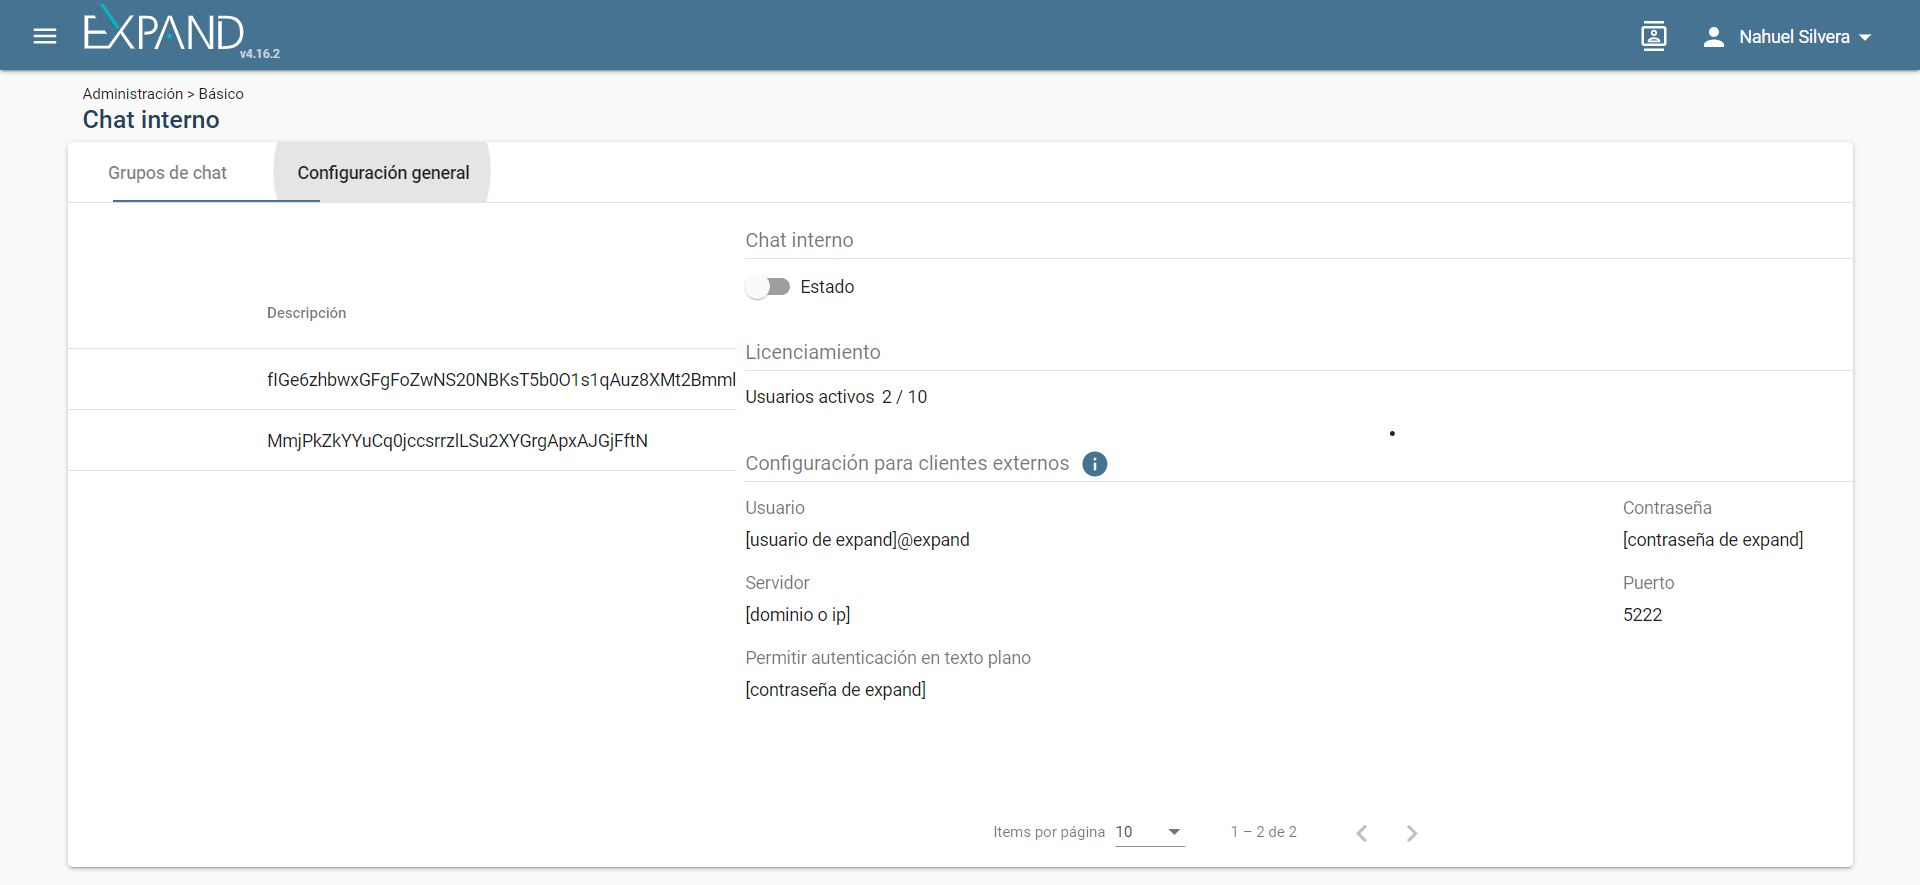 EXPAND
v4.16.2
Nahuel Silvera
Administración > Básico
Chat interno
Grupos de chat
Configuración general
Chat interno
Estado
Descripción
Licenciamiento
fIGe6zhbwxGFgFoZwNS20NBKsT5b0O1s1qAuz8XMt2Bmml
Usuarios activos 2 / 10
MmjPkZkYYuCq0jccsrrzlLSu2XYGrgApxAJGjFftN
Configuración para clientes externos
Usuario
Contraseña
[usuario de expand]@expand
[contraseña de expand]
Servidor
Puerto
[dominio o ip]
5222
Permitir autenticación en texto plano
[contraseña de expand]
Items por página 10
1 – 2 de 2